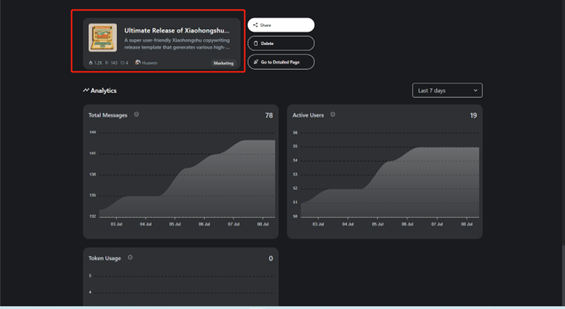 Ultimate Release of Xiaohongshu...
A super user-friendly Xiaohongshu copywriting
release template that generates various high-...
143
4
Huawen
Marketing
Share
Delete
Go to Detailed Page
Analytics
Last 7 days
Total Messages
78
144
141
138
135
132
03 Jul 04 Jul 05 Jul 06 Jul 07 Jul 08 Jul
Active Users
19
56
55
54
53
52
51
50
03 Jul 04 Jul 05 Jul 06 Jul 07 Jul 08 Jul
Token Usage
0
5
4